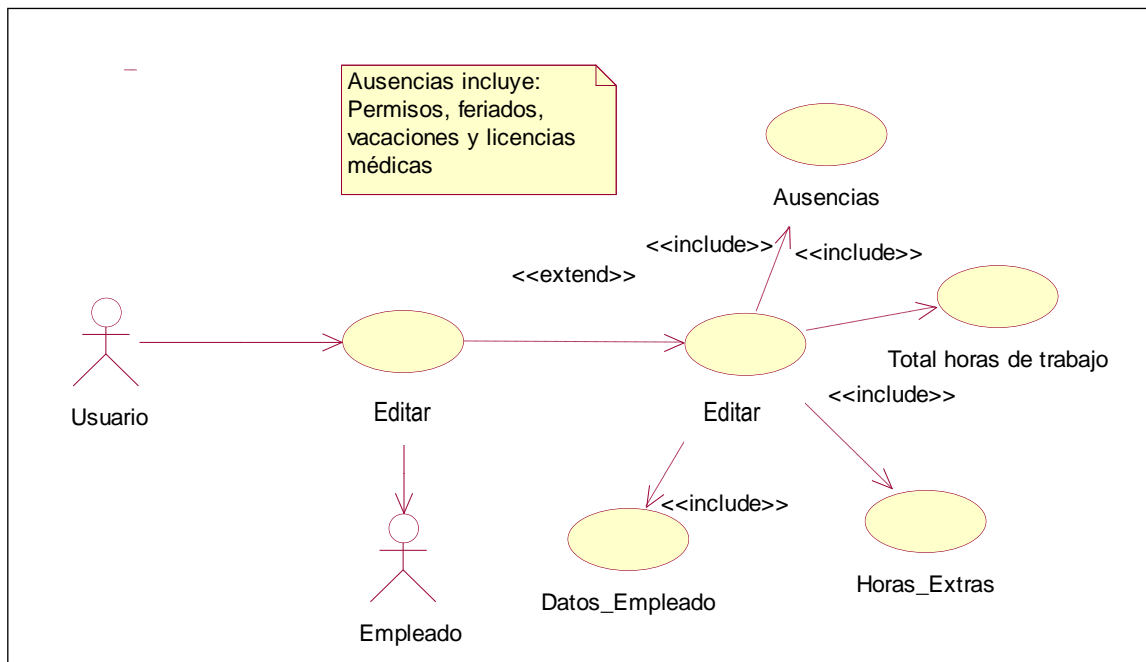 Ausencias incluye:
Permisos, feriados,
vacaciones y licencias
médicas
Ausencias
<<include>>
<<include>>
<<extend>>
Total horas de trabajo
Usuario
Editar
Editar
<<include>>
<<include>>
Datos_Empleado
Horas_Extras
Empleado